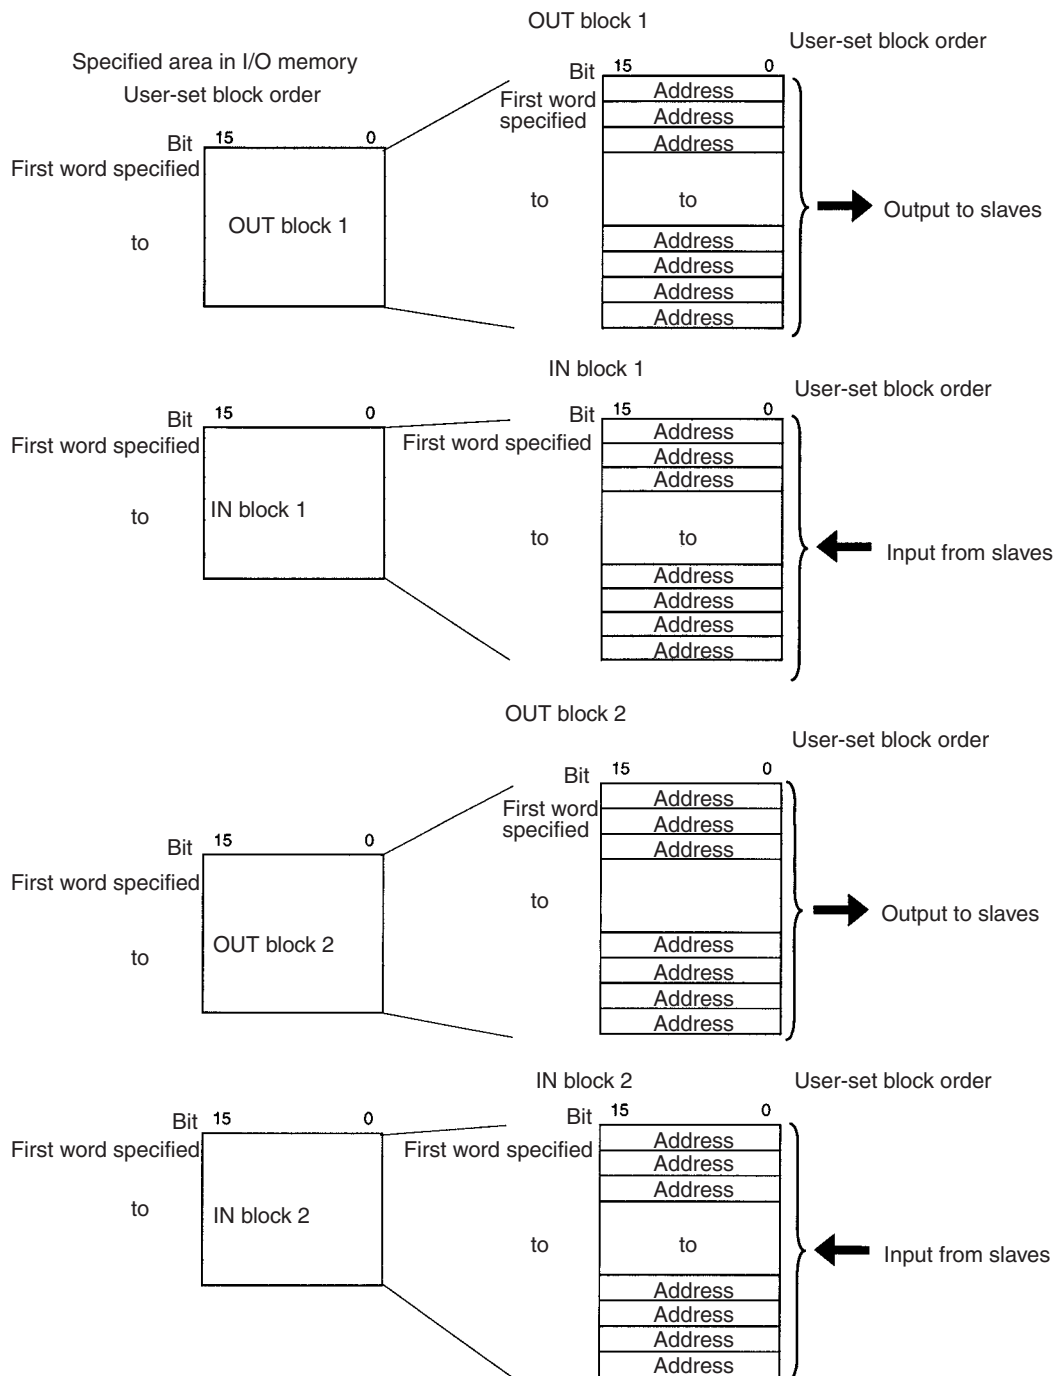 OUT block 1
User-set block order
Specified area in I/O memory
User-set block order
Bit 15 0
First word specified
to
OUT block 1
Bit 15 0
First word
specified
Address
Address
Address
to
to
Address
Address
Address
Address
Output to slaves
IN block 1
User-set block order
Bit 15 0
First word specified
to
IN block 1
Bit 15 0
First word specified
Address
Address
Address
to
to
Address
Address
Address
Address
Input from slaves
OUT block 2
User-set block order
Bit 15 0
First word specified
to
OUT block 2
Bit 15 0
First word
specified
Address
Address
Address
to
Address
Address
Address
Address
Output to slaves
IN block 2
User-set block order
Bit 15 0
First word specified
to
IN block 2
Bit 15 0
First word specified
Address
Address
Address
to
to
Address
Address
Address
Address
Input from slaves